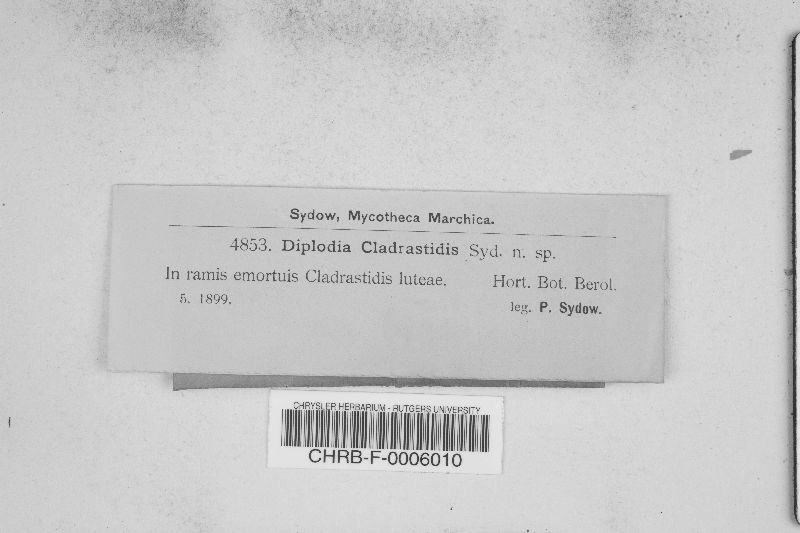 Sydow, Mycotheca Marchica.
4853. Diplodia Cladrastidis Syd. n. sp.
In ramis emortuis Cladrastidis luteae. Hort. Bot. Berol.
5. 1899. leg. P. Sydow.
CHRYSLER HERBARIUM - RUTGERS UNIVERSITY
CHRB-F-0006010